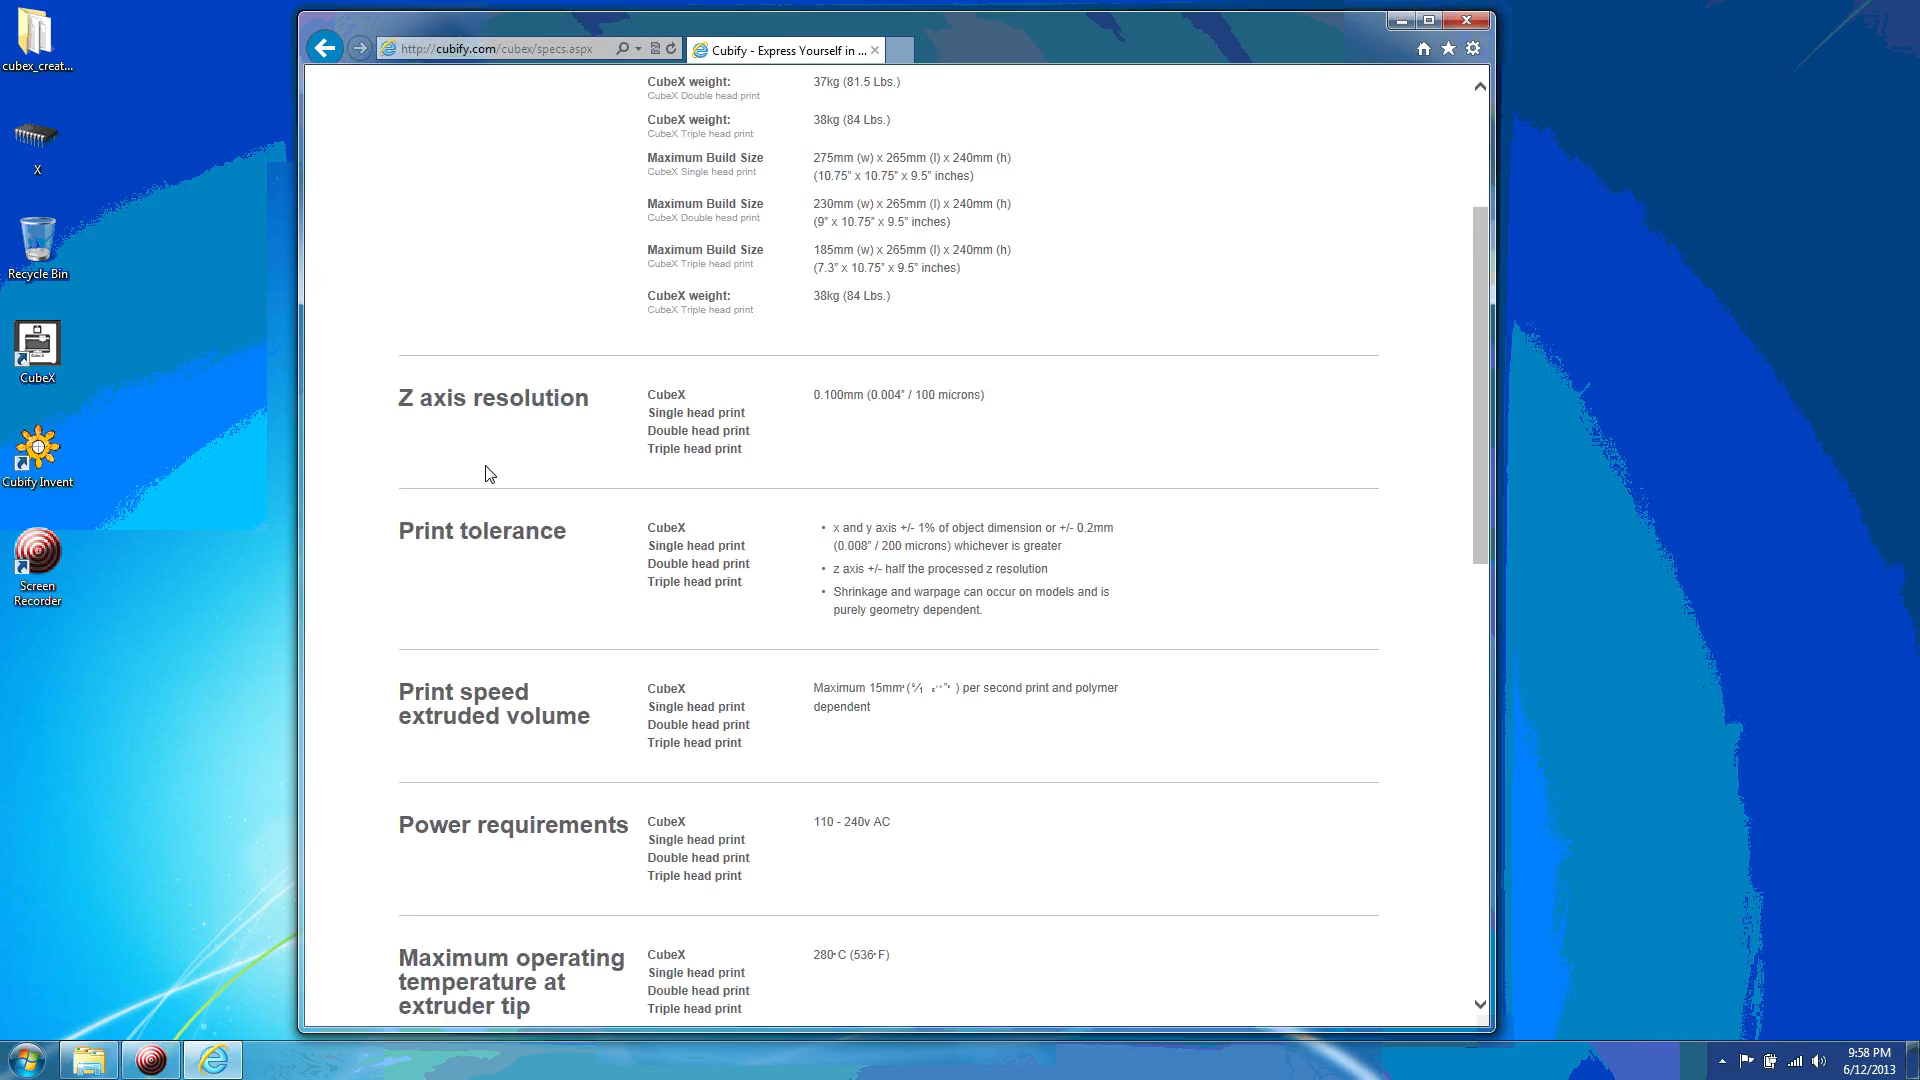 cubex_creat...
X
Recycle Bin
CubeX
Cubify Invent
Screen
Recorder
http://cubify.com/cubex/specs.aspx
Cubify - Express Yourself in ...
CubeX weight:
37kg (81.5 Lbs.)
CubeX Double head print
CubeX weight:
38kg (84 Lbs.)
CubeX Triple head print
Maximum Build Size
275mm (w) x 265mm (l) x 240mm (h)
CubeX Single head print
(10.75” x 10.75” x 9.5” inches)
Maximum Build Size
230mm (w) x 265mm (l) x 240mm (h)
CubeX Double head print
(9” x 10.75” x 9.5” inches)
Maximum Build Size
185mm (w) x 265mm (l) x 240mm (h)
CubeX Triple head print
(7.3” x 10.75” x 9.5” inches)
CubeX weight:
38kg (84 Lbs.)
CubeX Triple head print
Z axis resolution
CubeX
Single head print
Double head print
Triple head print
0.100mm (0.004” / 100 microns)
Print tolerance
CubeX
Single head print
Double head print
Triple head print
• x and y axis +/- 1% of object dimension or +/- 0.2mm
(0.008” / 200 microns) whichever is greater
• z axis +/- half the processed z resolution
• Shrinkage and warpage can occur on models and is
purely geometry dependent.
Print speed
extruded volume
CubeX
Single head print
Double head print
Triple head print
Maximum 15mm ) per second print and polymer
dependent
Power requirements
CubeX
Single head print
Double head print
Triple head print
110 - 240v AC
Maximum operating
temperature at
extruder tip
CubeX
Single head print
Double head print
Triple head print
280°C (536°F)
9:58 PM
6/12/2013